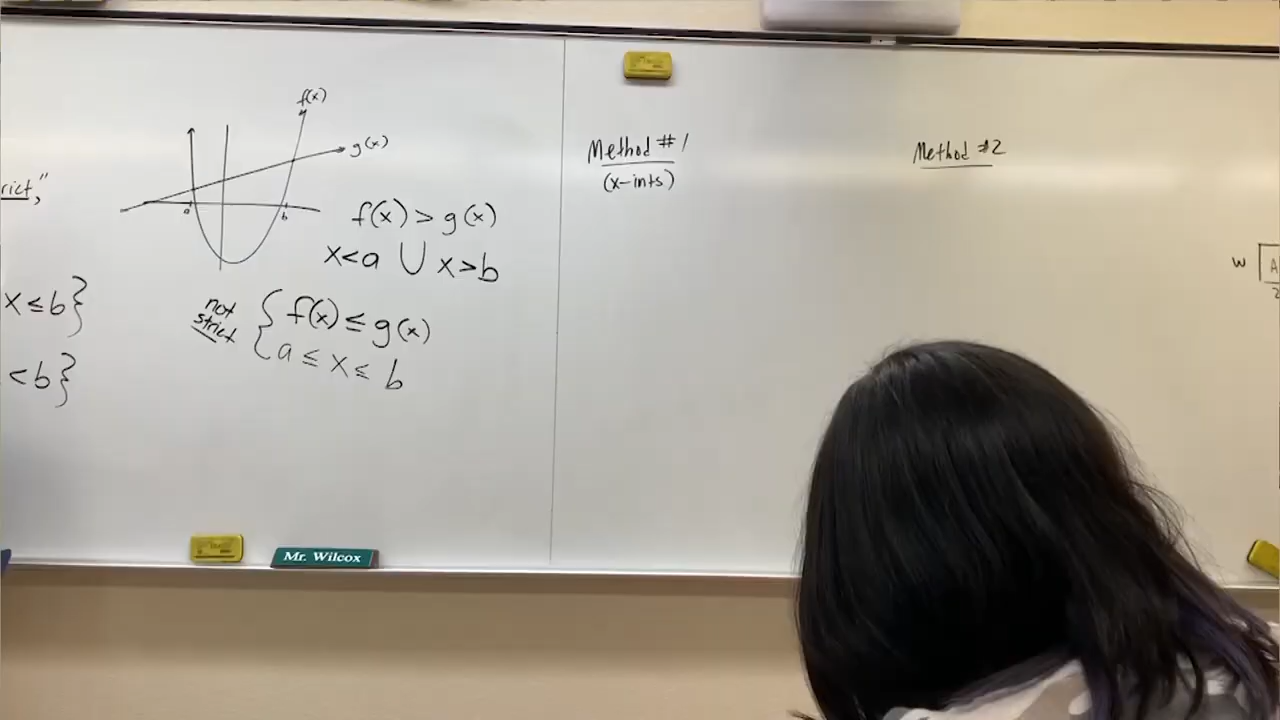 rict,"
x ≤ b}
< b}
f(x)
g(x)
a
b
f(x) > g(x)
x<a ∪ x>b
not
strict
{ f(x) ≤ g(x)
a ≤ x ≤ b
Mr. Wilcox
Method #1
(x-ints)
Method #2
w
A